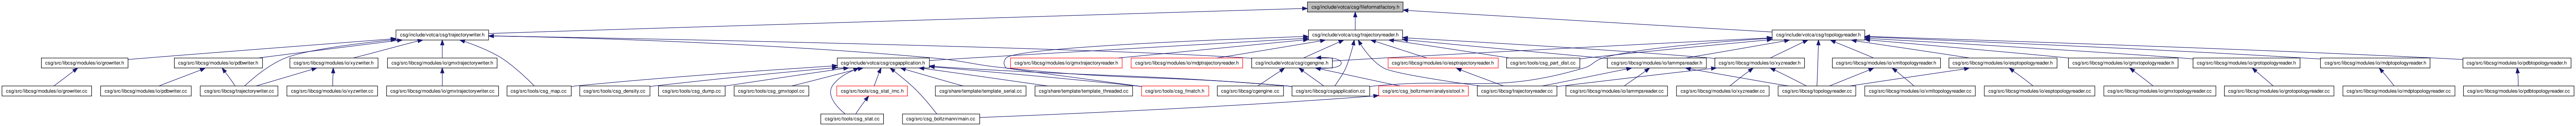 csg/include/votca/csg/fileformatfactory.h
csg/include/votca/csg/trajectorywriter.h
csg/include/votca/csg/trajectoryreader.h
csg/include/votca/csg/topologyreader.h
csg/src/libcsg/modules/io/growriter.h
csg/src/libcsg/modules/io/pdbwriter.h
csg/src/libcsg/modules/io/xyzwriter.h
csg/src/libcsg/modules/io/gmxtrajectorywriter.h
csg/include/votca/csg/csgapplication.h
csg/src/libcsg/modules/io/gmxtrajectoryreader.h
csg/src/libcsg/modules/io/mdptrajectoryreader.h
csg/include/votca/csg/cgengine.h
csg/src/libcsg/modules/io/esptrajectoryreader.h
csg/src/tools/csg_part_dist.cc
csg/src/libcsg/modules/io/lammpsreader.h
csg/src/libcsg/modules/io/xyzreader.h
csg/src/libcsg/modules/io/xmltopologyreader.h
csg/src/libcsg/modules/io/esptopologyreader.h
csg/src/libcsg/modules/io/gmxtopologyreader.h
csg/src/libcsg/modules/io/grotopologyreader.h
csg/src/libcsg/modules/io/mdptopologyreader.h
csg/src/libcsg/modules/io/pdbtopologyreader.h
csg/src/libcsg/modules/io/growriter.cc
csg/src/libcsg/modules/io/pdbwriter.cc
csg/src/libcsg/trajectorywriter.cc
csg/src/libcsg/modules/io/xyzwriter.cc
csg/src/libcsg/modules/io/gmxtrajectorywriter.cc
csg/src/tools/csg_map.cc
csg/src/tools/csg_density.cc
csg/src/tools/csg_dump.cc
csg/src/tools/csg_gmxtopol.cc
csg/src/tools/csg_stat_imc.h
csg/share/template/template_serial.cc
csg/share/template/template_threaded.cc
csg/src/tools/csg_fmatch.h
csg/src/libcsg/cgengine.cc
csg/src/libcsg/csgapplication.cc
csg/src/csg_boltzmann/analysistool.h
csg/src/libcsg/trajectoryreader.cc
csg/src/libcsg/modules/io/lammpsreader.cc
csg/src/libcsg/modules/io/xyzreader.cc
csg/src/libcsg/topologyreader.cc
csg/src/libcsg/modules/io/xmltopologyreader.cc
csg/src/libcsg/modules/io/esptopologyreader.cc
csg/src/libcsg/modules/io/gmxtopologyreader.cc
csg/src/libcsg/modules/io/grotopologyreader.cc
csg/src/libcsg/modules/io/mdptopologyreader.cc
csg/src/libcsg/modules/io/pdbtopologyreader.cc
csg/src/tools/csg_stat.cc
csg/src/csg_boltzmann/main.cc